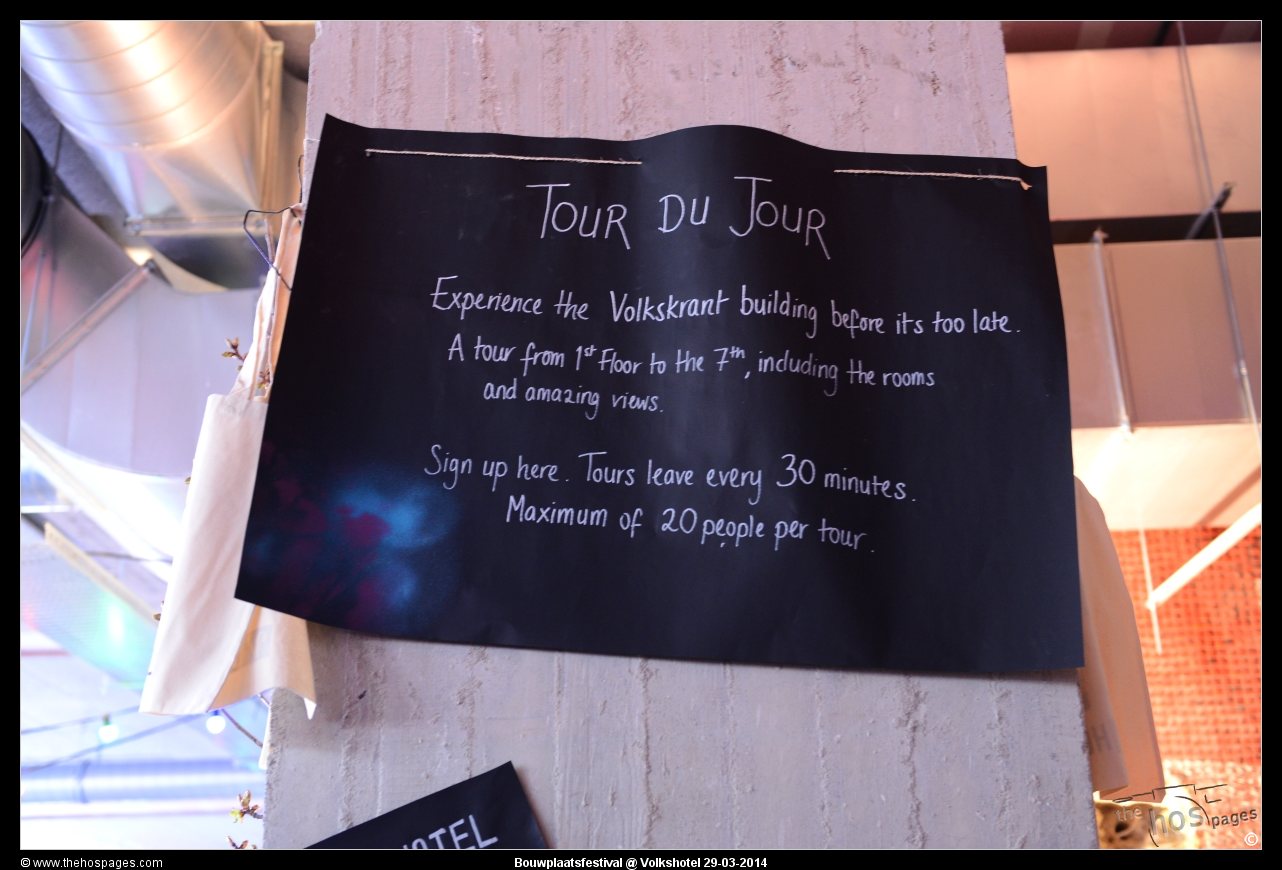 TOUR DU JOUR
Experience the Volkskrant building before its too late.
A tour from 1st Floor to the 7th, including the rooms
and amazing views.
Sign up here. Tours leave every 30 minutes.
Maximum of 20 people per tour.
HOTEL
the hos pages ©
© www.thehospages.com
Bouwplaatsfestival @ Volkshotel 29-03-2014